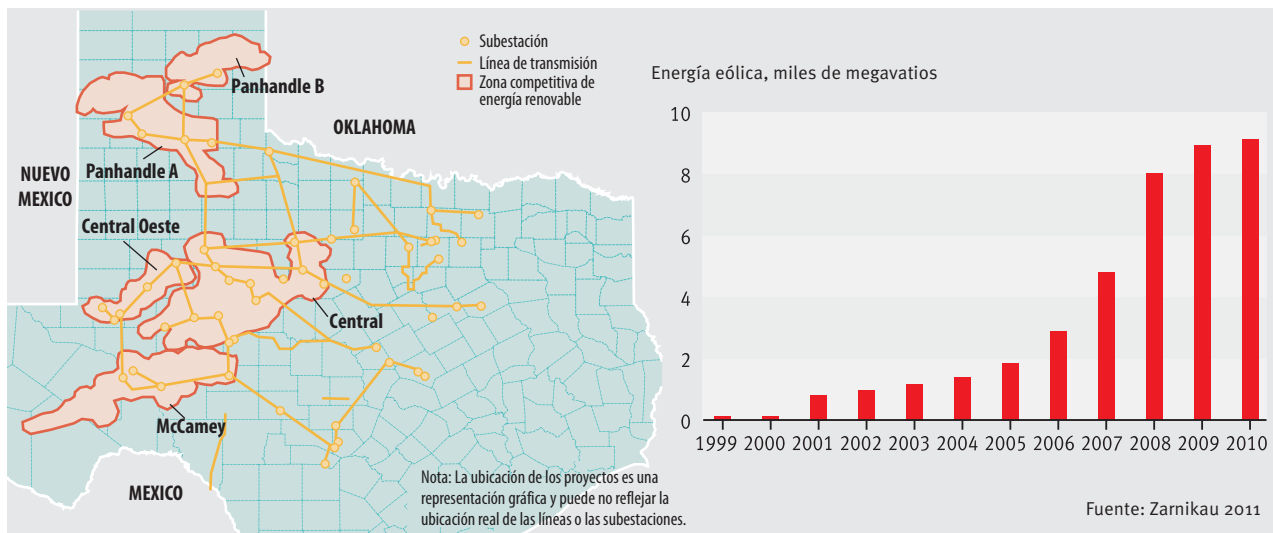 Subestación
Línea de transmisión
Zona competitiva de
energía renovable
Panhandle B
OKLAHOMA
Panhandle A
NUEVO
MEXICO
Central Oeste
Central
McCamey
MEXICO
Nota: La ubicación de los proyectos es una
representación gráfica y puede no reflejar la
ubicación real de las líneas o las subestaciones.
Energía eólica, miles de megavatios
10
8
6
4
2
0
1999 2000 2001 2002 2003 2004 2005 2006 2007 2008 2009 2010
Fuente: Zarnikau 2011